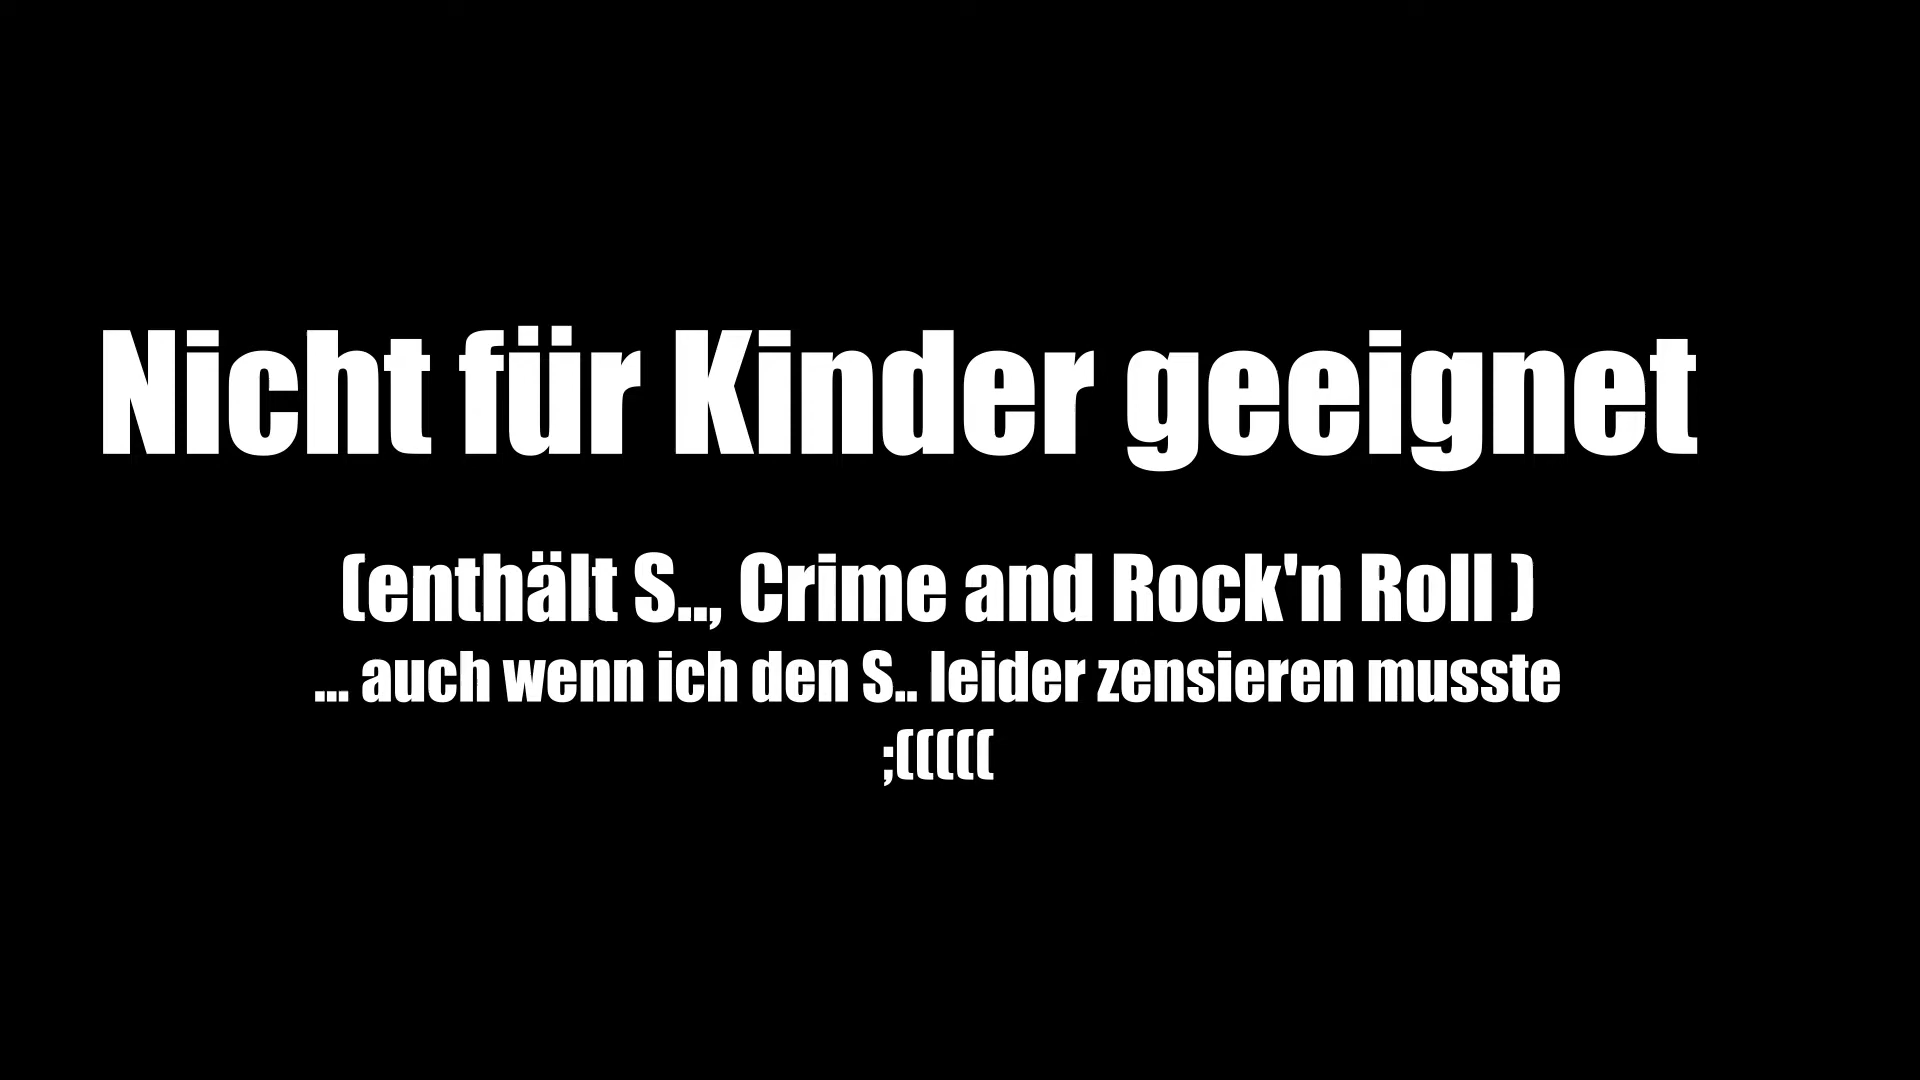 Nicht für Kinder geeignet
(enthält S.., Crime and Rock'n Roll )
... auch wenn ich den S.. leider zensieren musste
;(((((